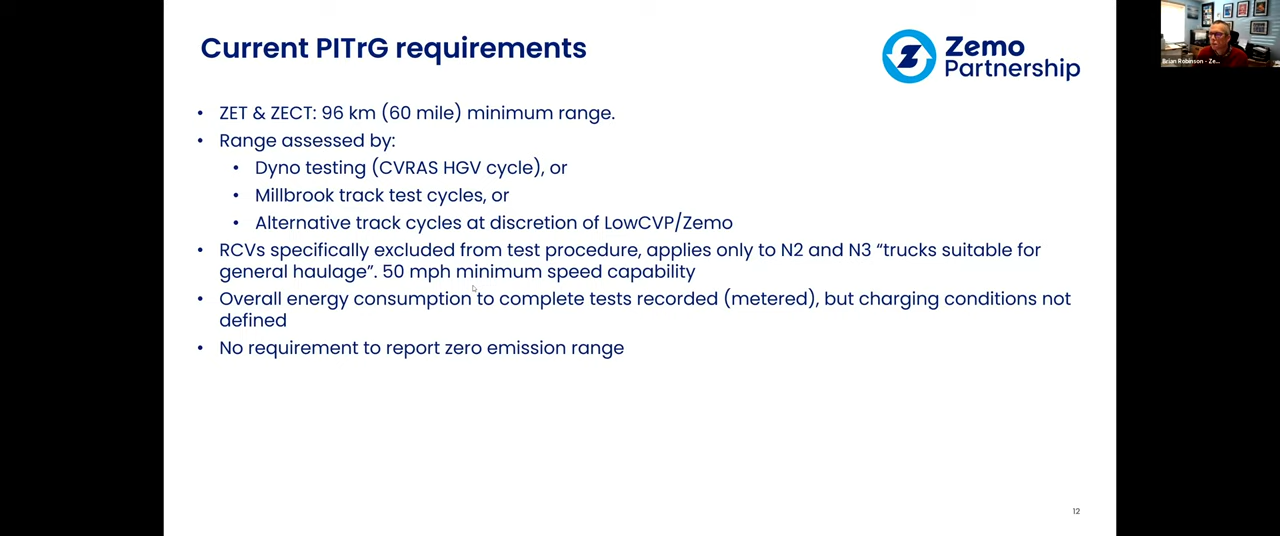 Current PITrG requirements
Zemo
Partnership
• ZET & ZECT: 96 km (60 mile) minimum range.
• Range assessed by:
• Dyno testing (CVRAS HGV cycle), or
• Millbrook track test cycles, or
• Alternative track cycles at discretion of LowCVP/Zemo
• RCVs specifically excluded from test procedure, applies only to N2 and N3 “trucks suitable for
general haulage”. 50 mph minimum speed capability
• Overall energy consumption to complete tests recorded (metered), but charging conditions not
defined
• No requirement to report zero emission range
12
Brian Robinson - Ze...